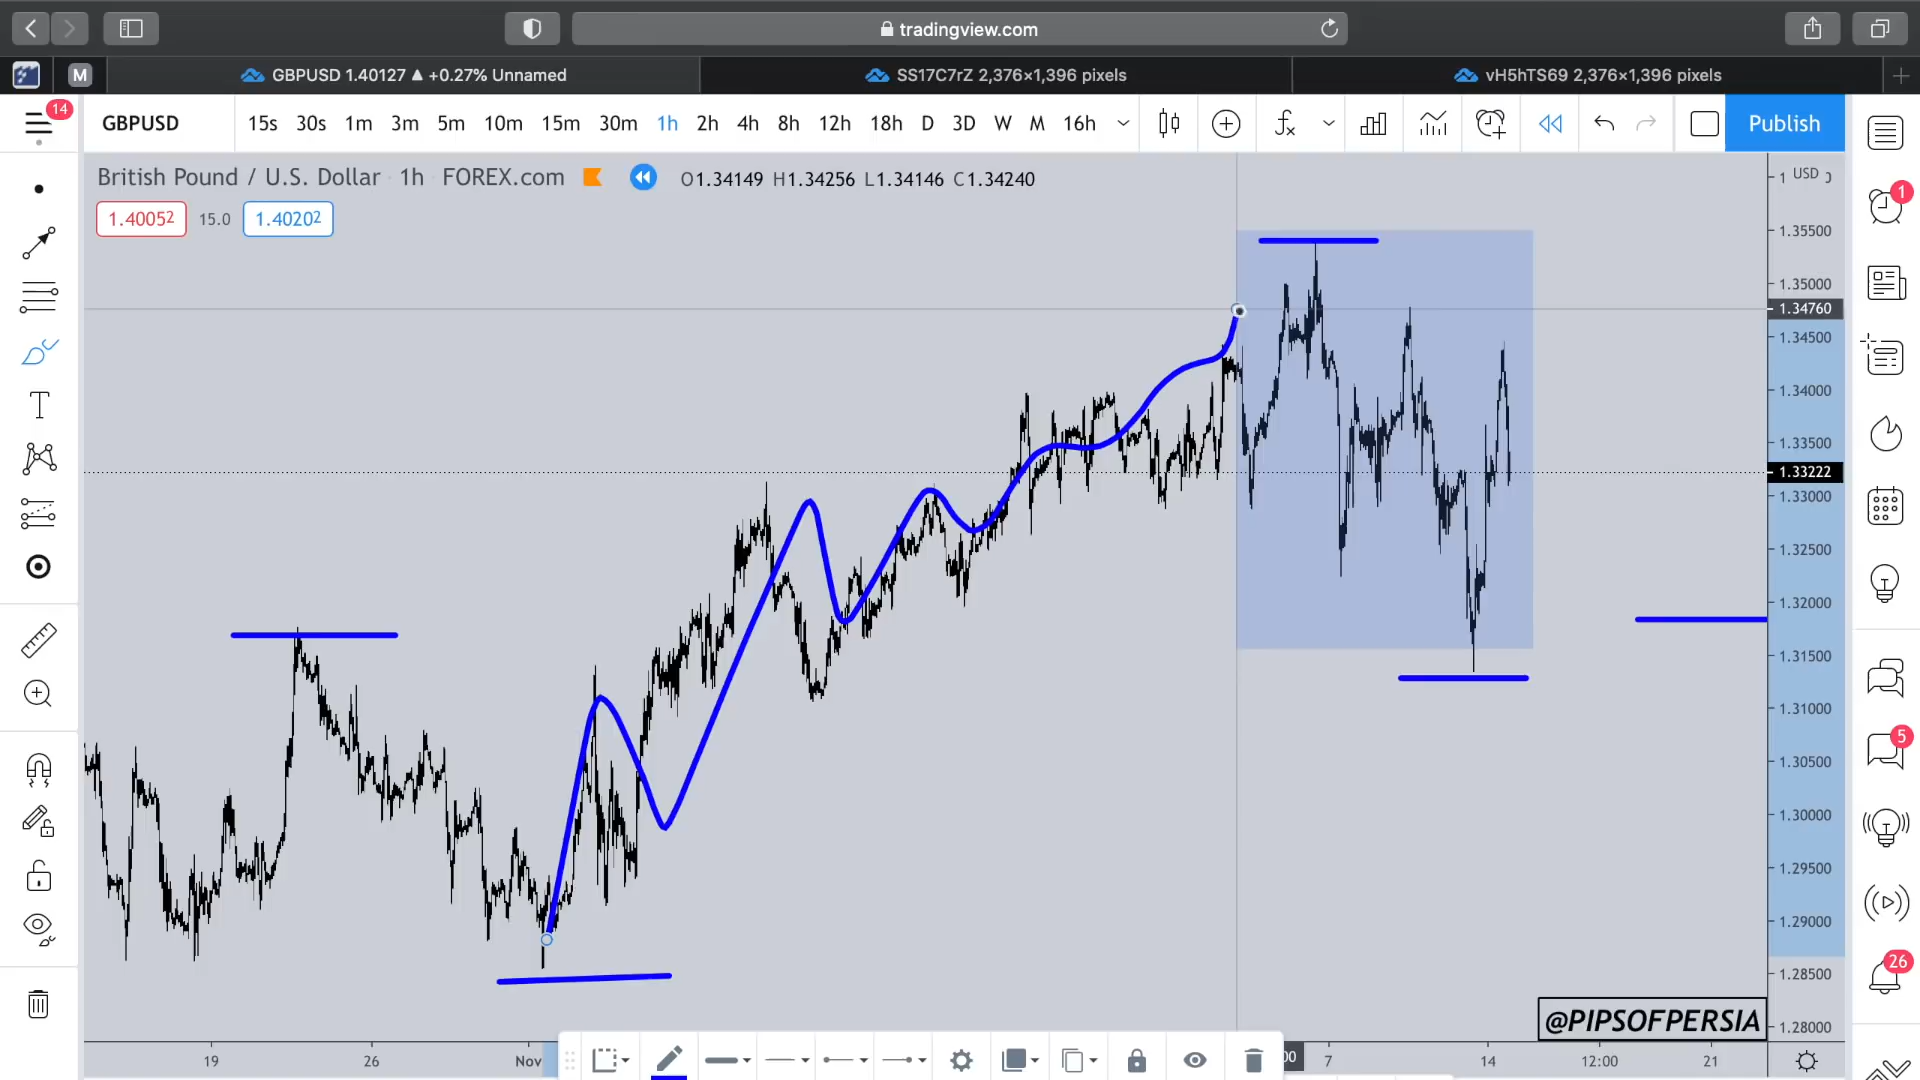 tradingview.com
M
GBPUSD 1.40127 ▲ +0.27% Unnamed
SS17C7rZ 2,376×1,396 pixels
vH5hTS69 2,376×1,396 pixels
14
GBPUSD
15s 30s 1m 3m 5m 10m 15m 30m 1h 2h 4h 8h 12h 18h D 3D W M 16h
Publish
British Pound / U.S. Dollar 1h FOREX.com
O1.34149 H1.34256 L1.34146 C1.34240
USD
1.40052 15.0 1.40202
1
1.35500
1.35000
1.34760
1.34500
1.34000
1.33500
1.33222
1.33000
1.32500
1.32000
1.31500
1.31000
5
1.30500
1.30000
1.29500
1.29000
26
1.28500
@PIPSOFPERSIA
1.28000
19 26 Nov 7 14 12:00 21